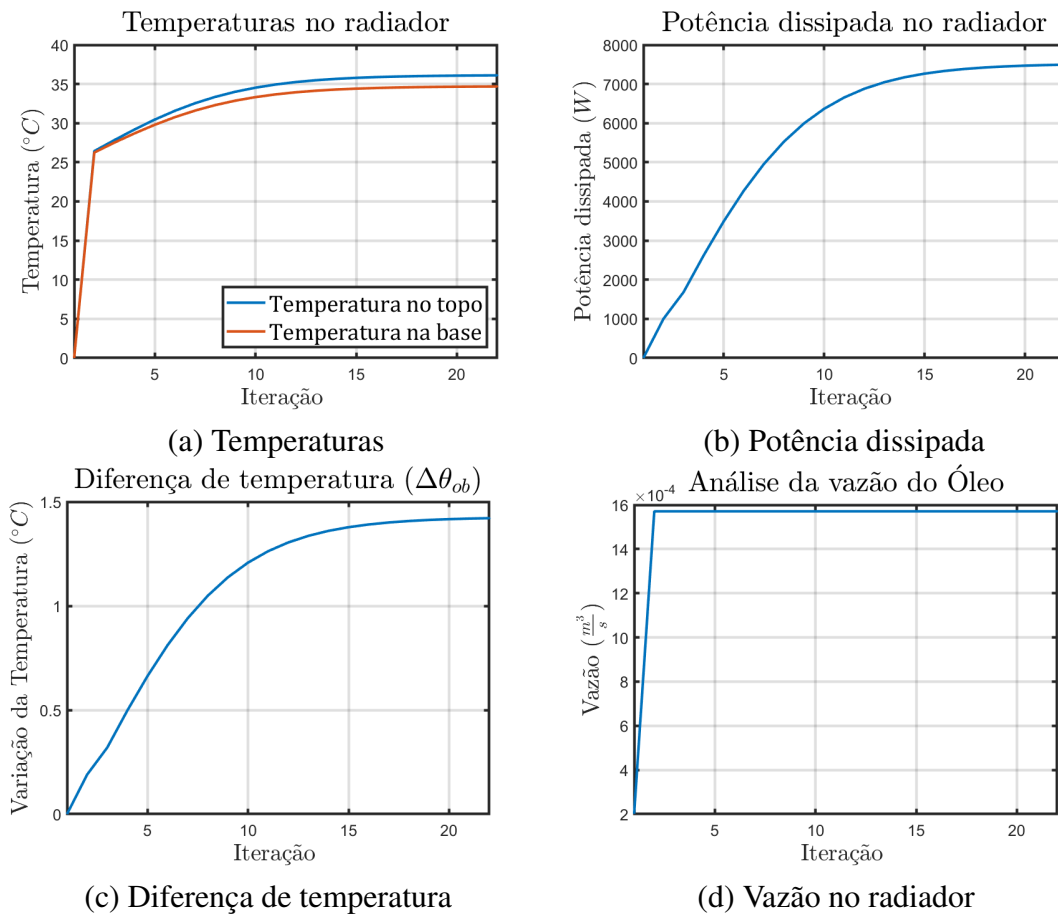 Temperaturas no radiador
40
35
30
25
20
15
10
5
0
Temperatura (°C)
Temperatura no topo
Temperatura na base
5 10 15 20
Iteração
(a) Temperaturas
Potência dissipada no radiador
8000
7000
6000
5000
4000
3000
2000
1000
0
Potência dissipada (W)
5 10 15 20
Iteração
(b) Potência dissipada
Diferença de temperatura (Δθob)
1.5
1
0.5
0
Variação da Temperatura (°C)
5 10 15 20
Iteração
(c) Diferença de temperatura
Análise da vazão do Óleo
×10-4
16
14
12
10
8
6
4
2
Vazão (m³/s)
5 10 15 20
Iteração
(d) Vazão no radiador